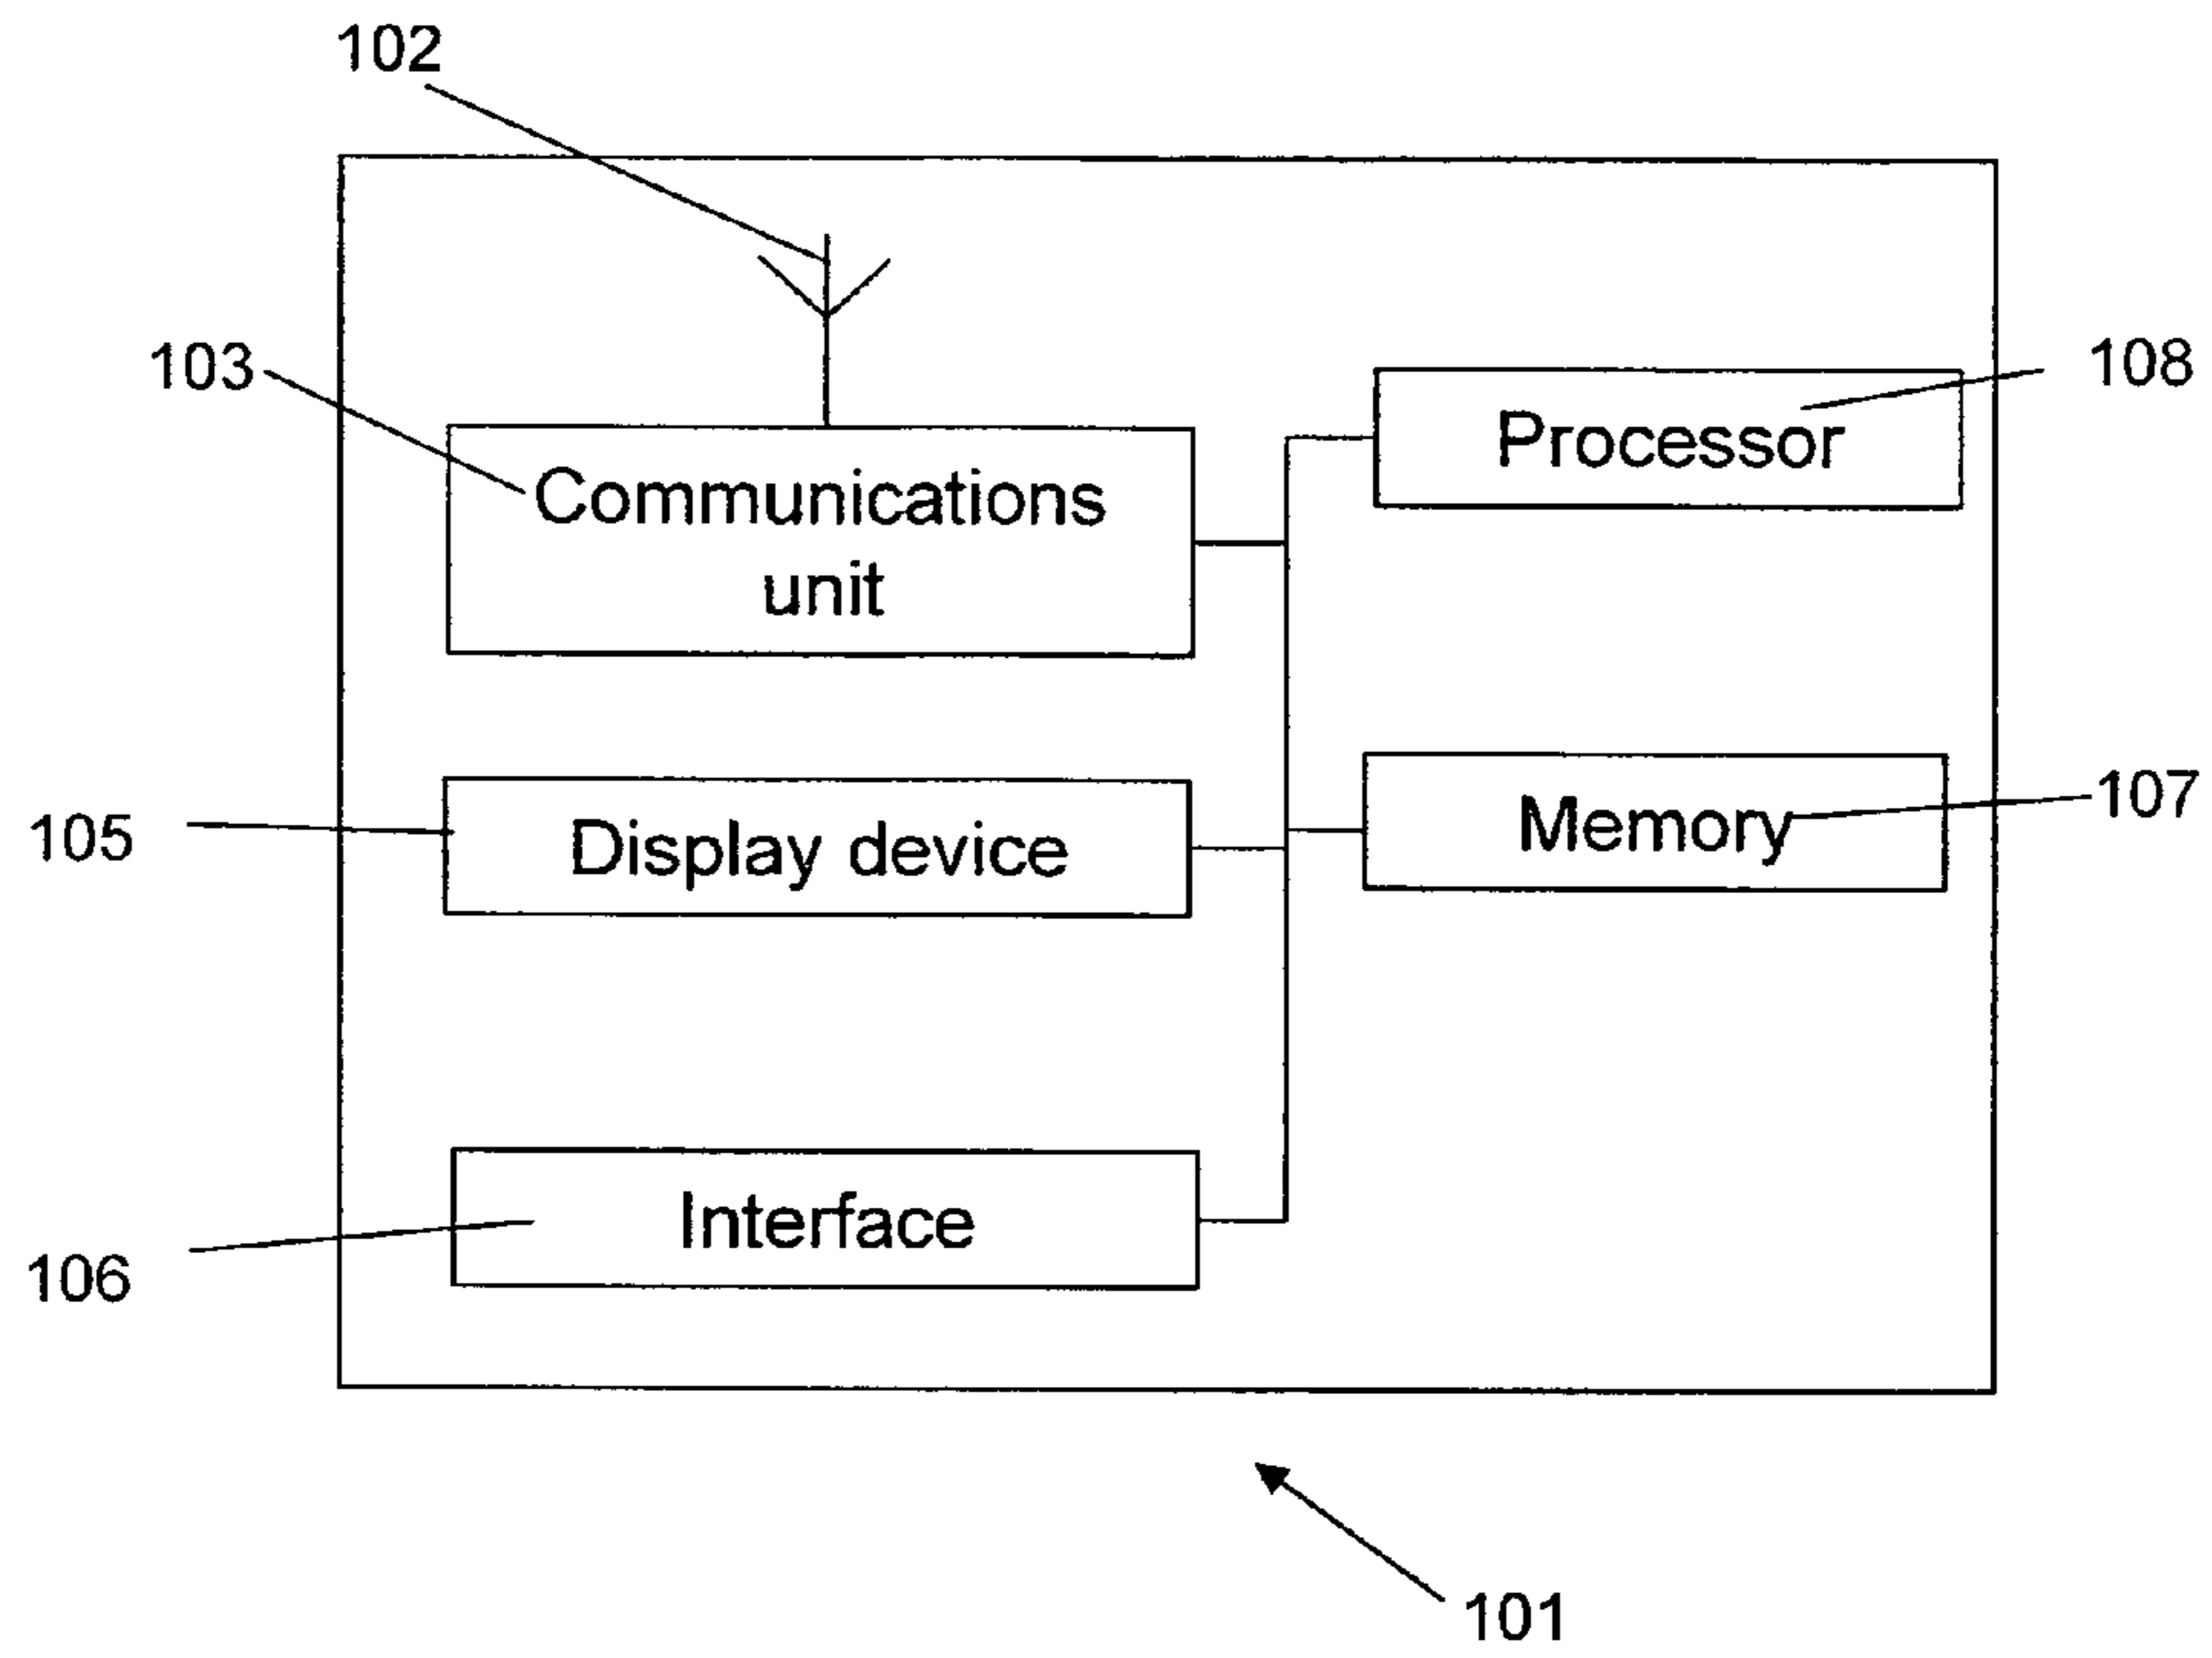 102
103
108
Processor
Communications
unit
105
Display device
Memory
107
106
Interface
101